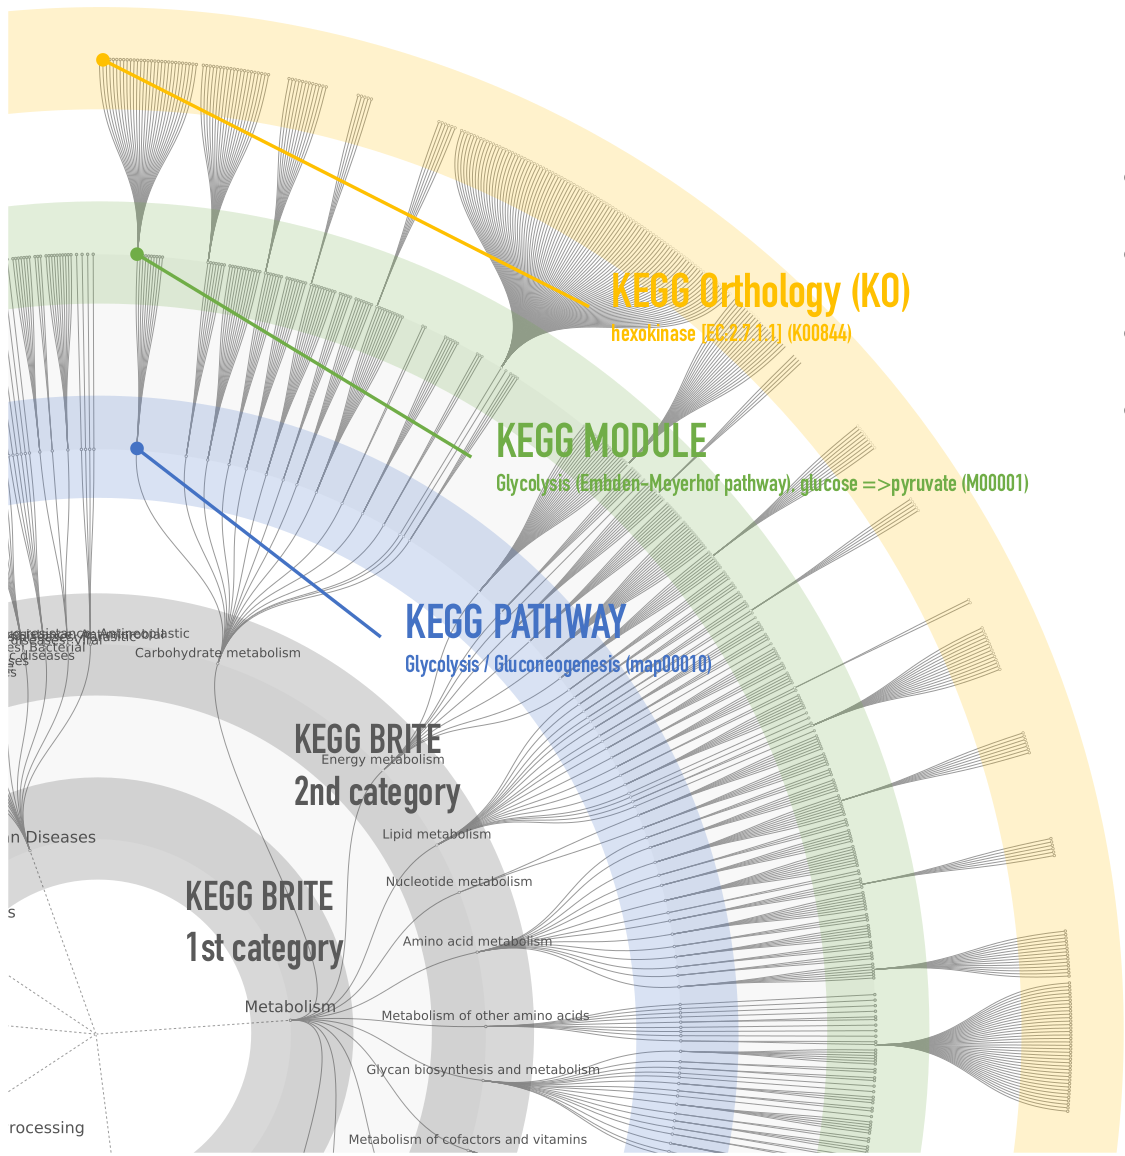 KEGG Orthology (KO)
hexokinase [EC:2.7.1.1] (K00844)
KEGG MODULE
Glycolysis (Embden-Meyerhof pathway), glucose =>pyruvate (M00001)
KEGG PATHWAY
Glycolysis / Gluconeogenesis (map00010)
Antineoplastic
Bacterial
c diseases
Carbohydrate metabolism
KEGG BRITE
2nd category
Energy metabolism
Lipid metabolism
n Diseases
Nucleotide metabolism
KEGG BRITE
1st category
s
Amino acid metabolism
Metabolism
Metabolism of other amino acids
Glycan biosynthesis and metabolism
rocessing
Metabolism of cofactors and vitamins